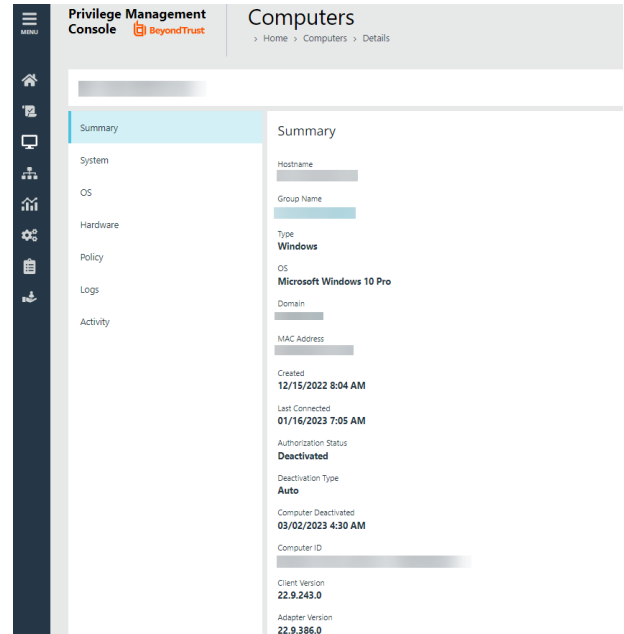 MENU
Privilege Management
Console BeyondTrust
Computers
> Home > Computers > Details
Summary
System
OS
Hardware
Policy
Logs
Activity
Summary
Hostname
Group Name
Type
Windows
OS
Microsoft Windows 10 Pro
Domain
MAC Address
Created
12/15/2022 8:04 AM
Last Connected
01/16/2023 7:05 AM
Authorization Status
Deactivated
Deactivation Type
Auto
Computer Deactivated
03/02/2023 4:30 AM
Computer ID
Client Version
22.9.243.0
Adapter Version
22.9.386.0